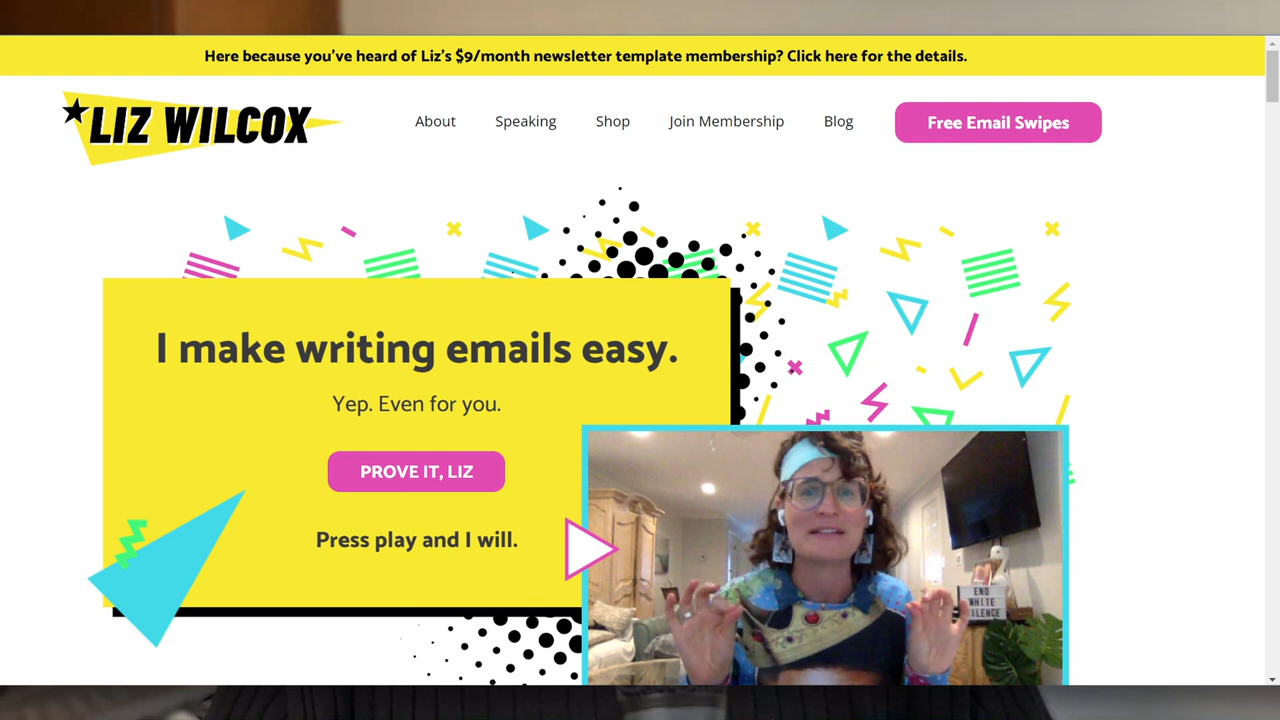 Here because you've heard of Liz's $9/month newsletter template membership? Click here for the details.
LIZ WILCOX
About
Speaking
Shop
Join Membership
Blog
Free Email Swipes
I make writing emails easy.
Yep. Even for you.
PROVE IT, LIZ
Press play and I will.
END
WHITE
SILENCE